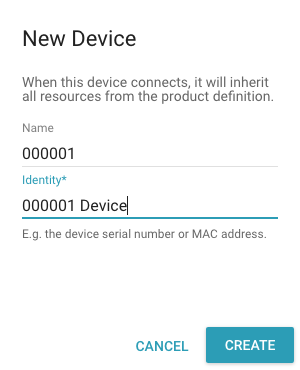 New Device
When this device connects, it will inherit
all resources from the product definition.
Name
000001
Identity*
000001 Device
E.g. the device serial number or MAC address.
CANCEL CREATE